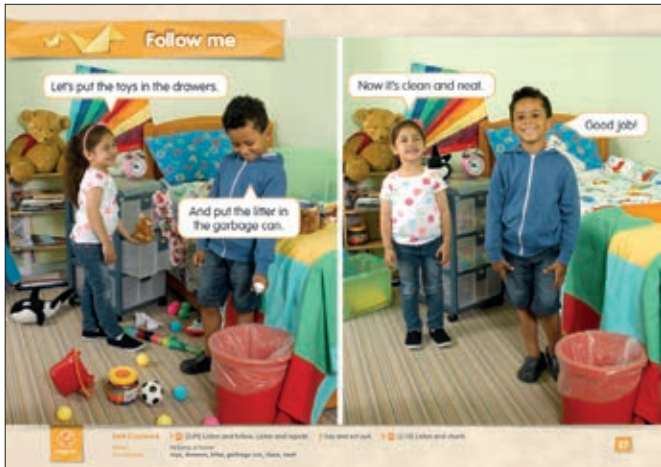 Follow me
Let's put the toys in the drawers.
And put the litter in
the garbage can.
Now it's clean and neat.
Good job!
Listen and follow. Listen and repeat.
Say and act out.
Listen and chant.
toys, drawers, litter, garbage can, clean, neat